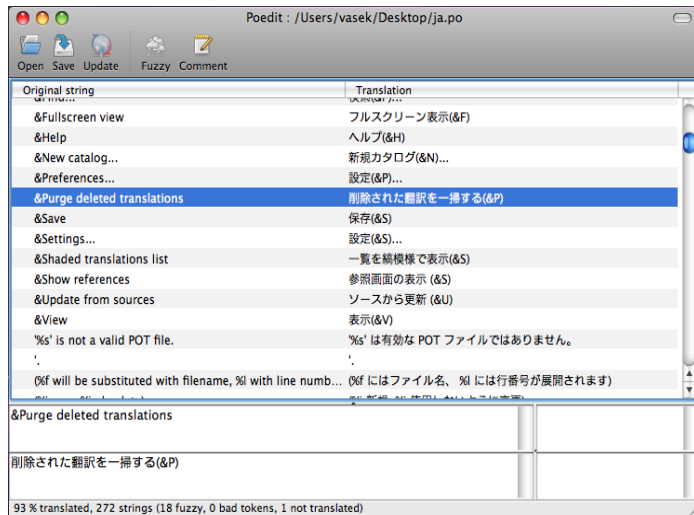 Poedit : /Users/vasek/Desktop/ja.po
Open Save Update Fuzzy Comment
Original string Translation
&Fullscreen view フルスクリーン表示(&F)
&Help ヘルプ(&H)
&New catalog... 新規カタログ(&N)...
&Preferences... 設定(&P)...
&Purge deleted translations 削除された翻訳を一掃する(&P)
&Save 保存(&S)
&Settings... 設定(&S)...
&Shaded translations list 一覧を縞模様で表示(&S)
&Show references 参照画面の表示 (&S)
&Update from sources ソースから更新 (&U)
&View 表示(&V)
'%s' is not a valid POT file. '%s' は有効な POT ファイルではありません。
'. '.
(%f will be substituted with filename, %l with line numb... (%f にはファイル名、 %l には行番号が展開されます)
&Purge deleted translations
削除された翻訳を一掃する(&P)
93 % translated, 272 strings (18 fuzzy, 0 bad tokens, 1 not translated)